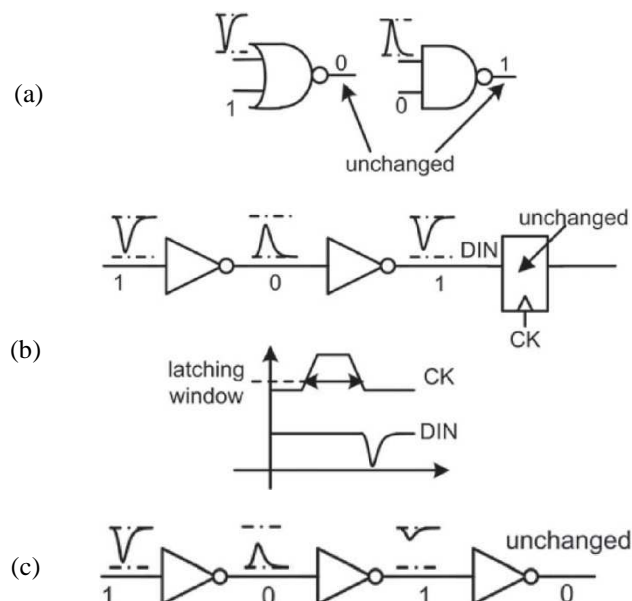 (a)
0
1
1
0
unchanged
unchanged
1
0
1
DIN
CK
(b)
latching
window
CK
DIN
(c)
unchanged
1
0
1
0